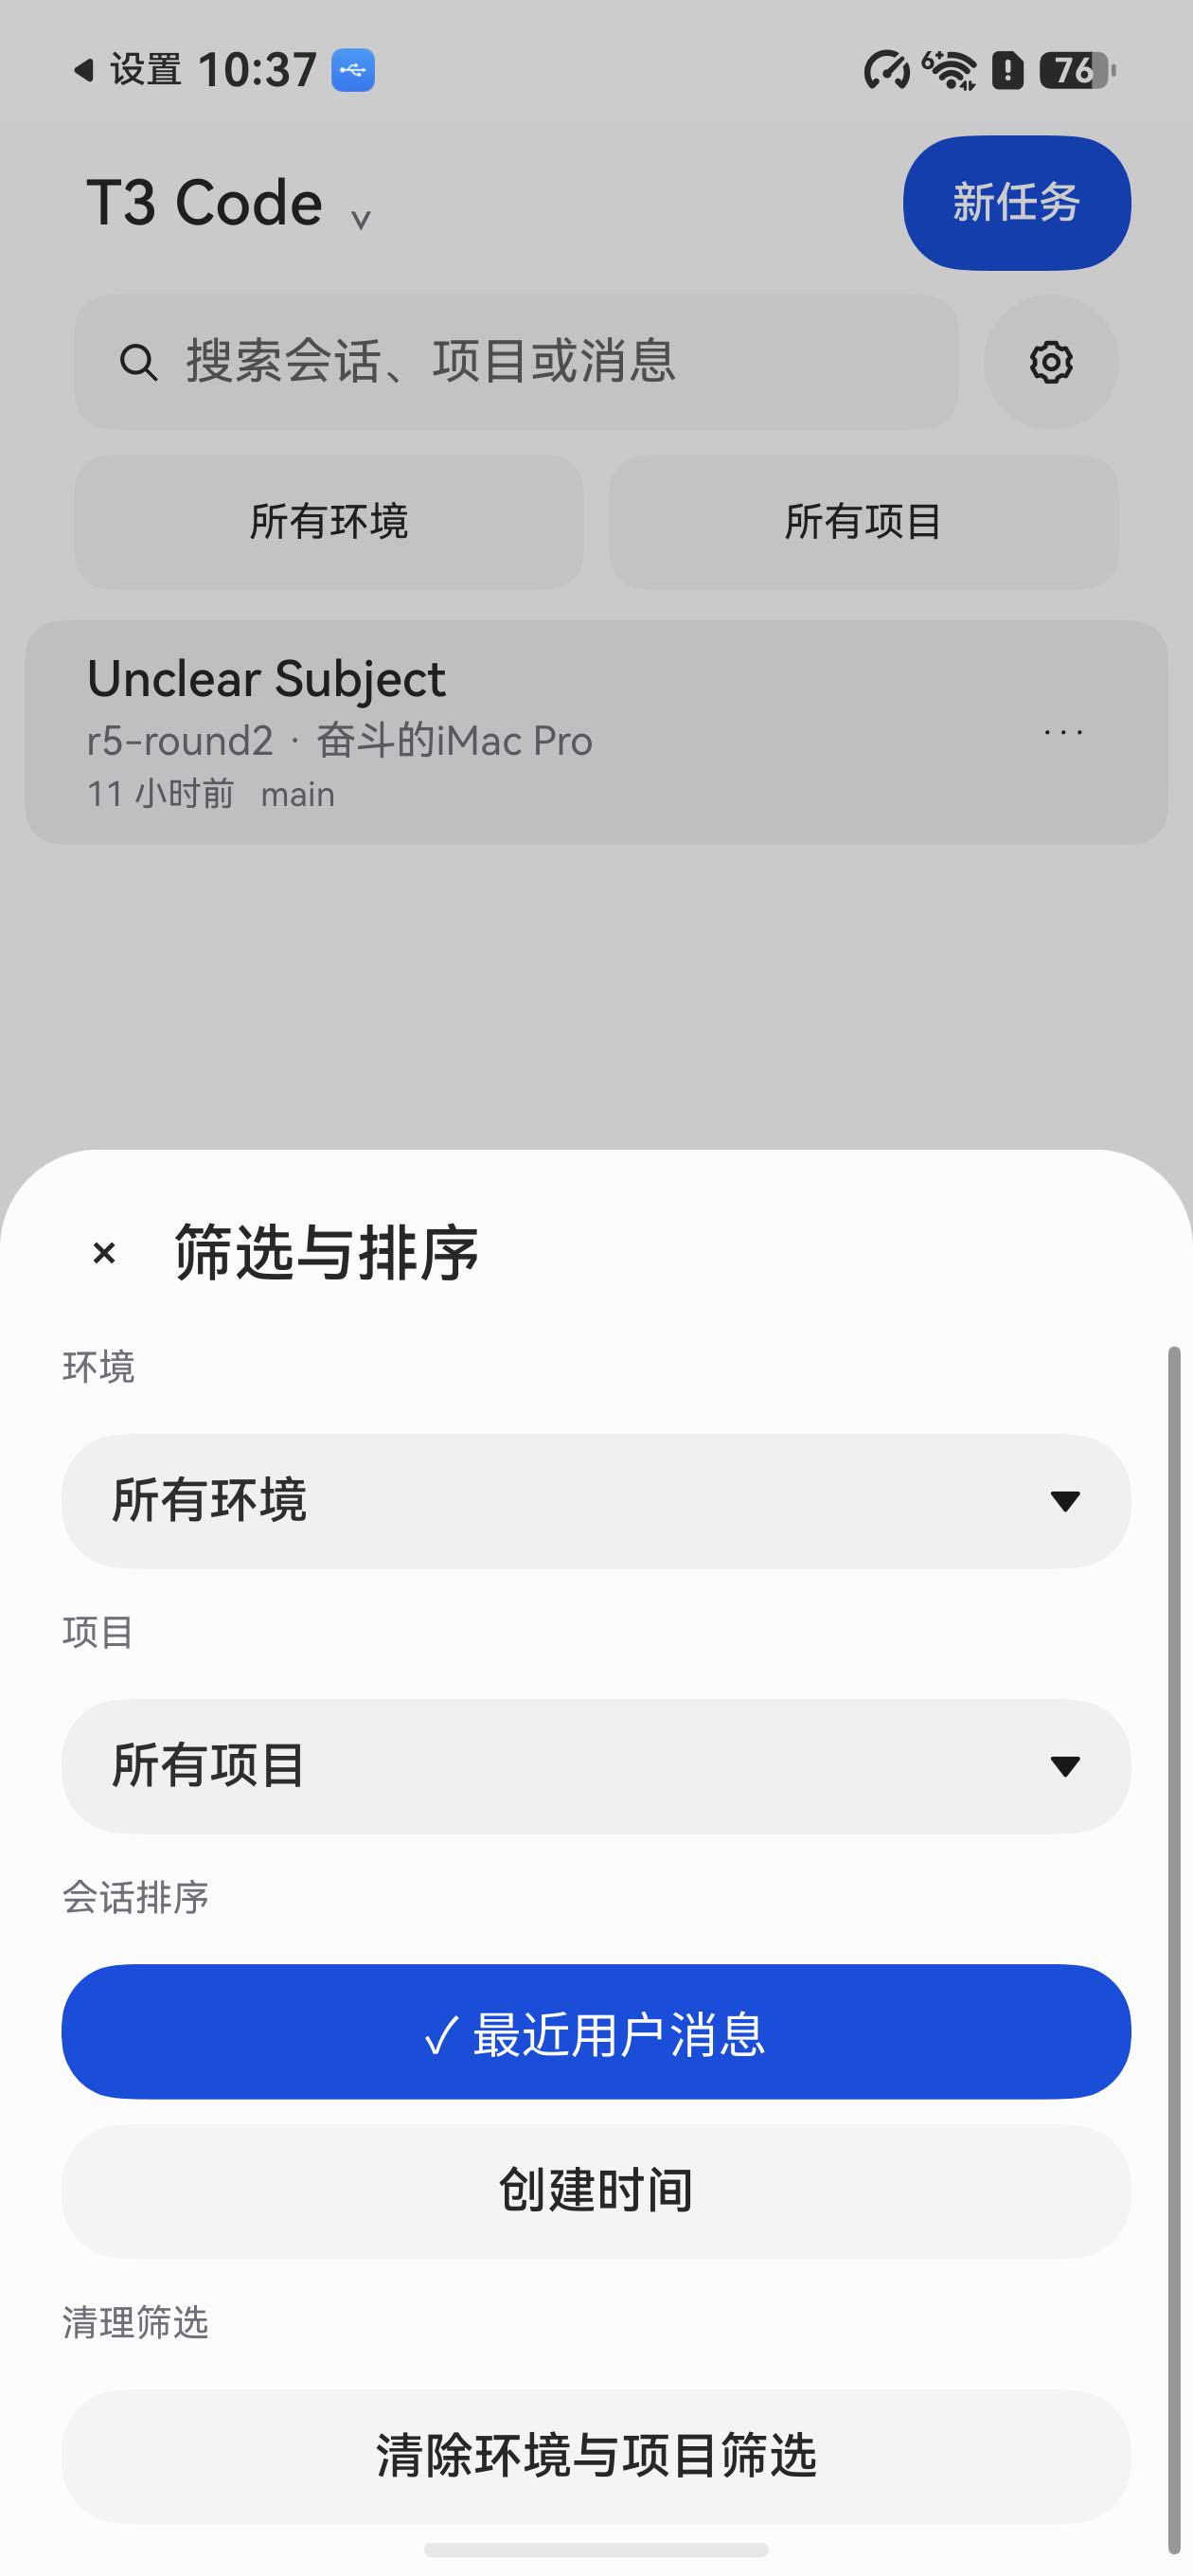 设置 10:37
6+ 76
T3 Code
新任务
搜索会话、项目或消息
所有环境
所有项目
Unclear Subject
r5-round2 · 奋斗的iMac Pro
...
11 小时前 main
× 筛选与排序
环境
所有环境
项目
所有项目
会话排序
✓ 最近用户消息
创建时间
清理筛选
清除环境与项目筛选